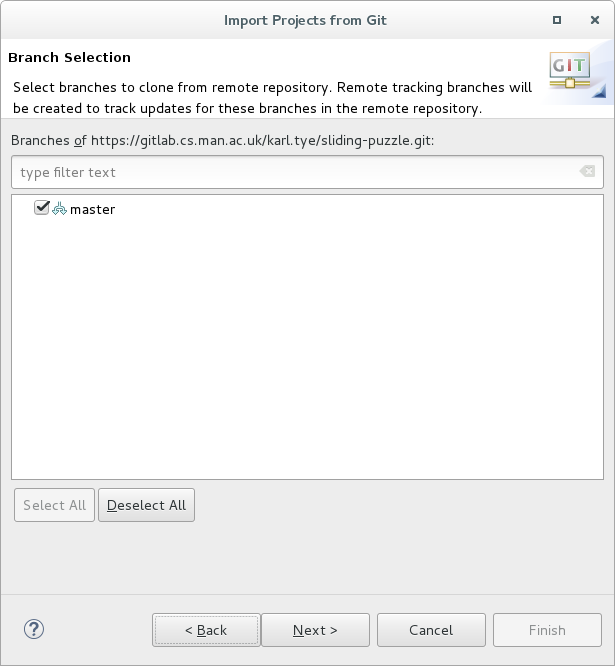 Import Projects from Git
Branch Selection
Select branches to clone from remote repository. Remote tracking branches will
be created to track updates for these branches in the remote repository.
GIT
Branches of https://gitlab.cs.man.ac.uk/karl.tye/sliding-puzzle.git:
type filter text
master
Select All
Deselect All
?
< Back
Next >
Cancel
Finish